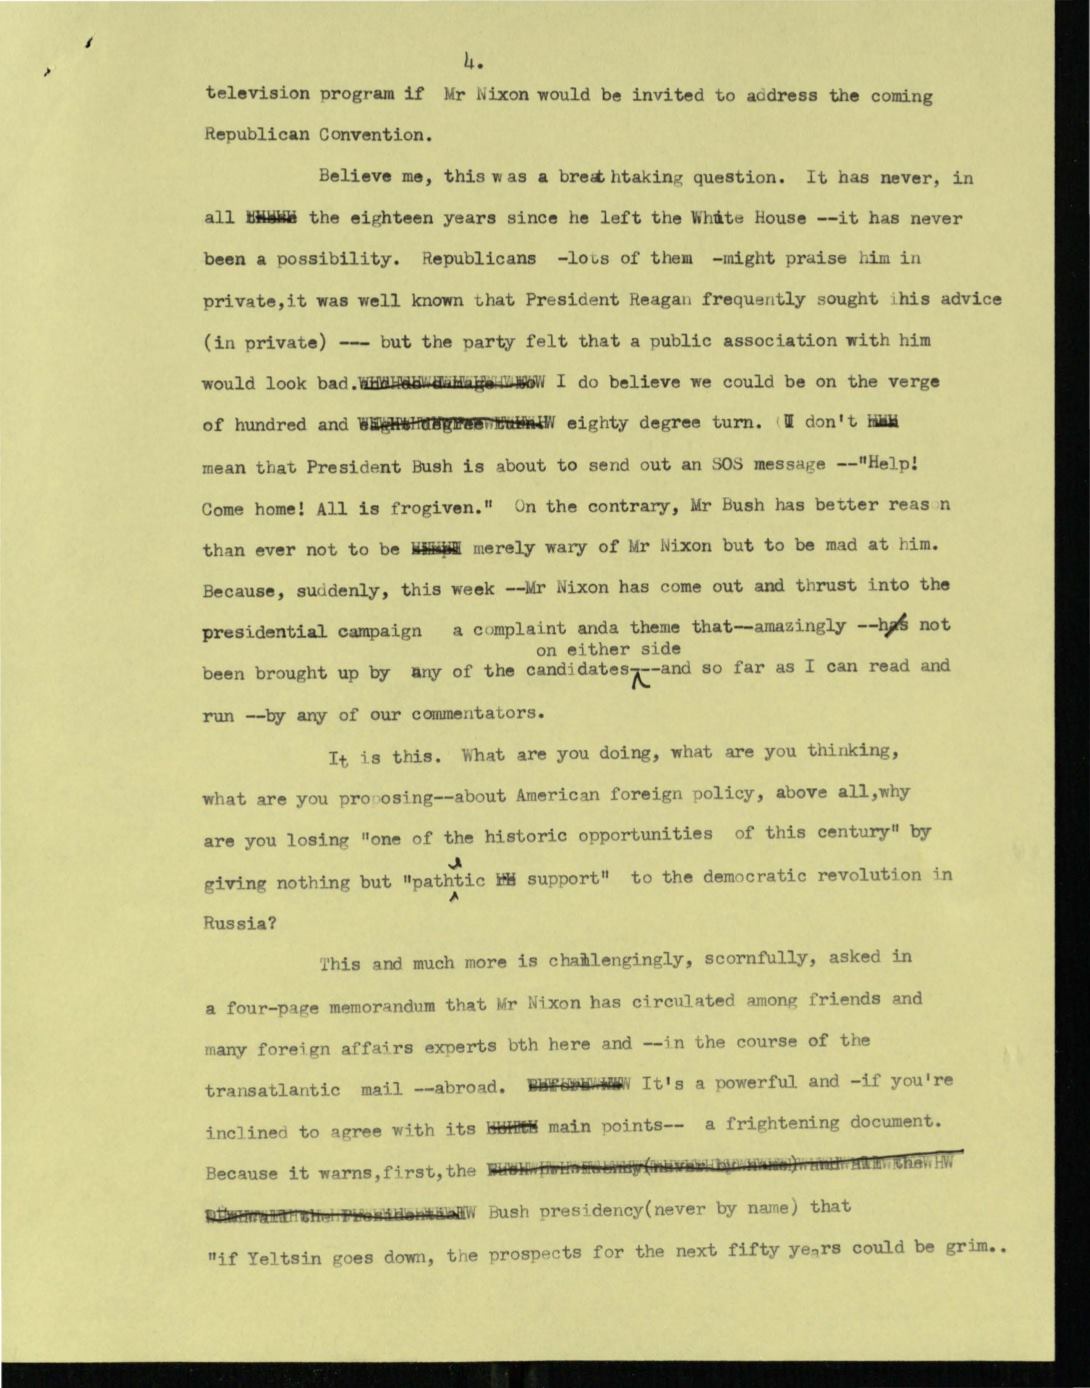 4.
television program if Mr Nixon would be invited to address the coming
Republican Convention.
Believe me, this was a breathtaking question. It has never, in
all the eighteen years since he left the White House --it has never
been a possibility. Republicans -lots of them -might praise him in
private,it was well known that President Reagan frequently sought ihis advice
(in private) --- but the party felt that a public association with him
would look bad. I do believe we could be on the verge
of hundred and eighty degree turn. (I don't
mean that President Bush is about to send out an SOS message --"Help!
Come home! All is frogiven." On the contrary, Mr Bush has better reason
than ever not to be merely wary of Mr Nixon but to be mad at him.
Because, suddenly, this week --Mr Nixon has come out and thrust into the
presidential campaign a complaint anda theme that--amazingly --has not
on either side
been brought up by any of the candidates---and so far as I can read and
run --by any of our commentators.
It is this. What are you doing, what are you thinking,
what are you proposing--about American foreign policy, above all,why
are you losing "one of the historic opportunities of this century" by
giving nothing but "pathtic support" to the democratic revolution in
Russia?
This and much more is challengingly, scornfully, asked in
a four-page memorandum that Mr Nixon has circulated among friends and
many foreign affairs experts bth here and --in the course of the
transatlantic mail --abroad. It's a powerful and -if you're
inclined to agree with its main points-- a frightening document.
Because it warns,first,the
Bush presidency(never by name) that
"if Yeltsin goes down, the prospects for the next fifty years could be grim..